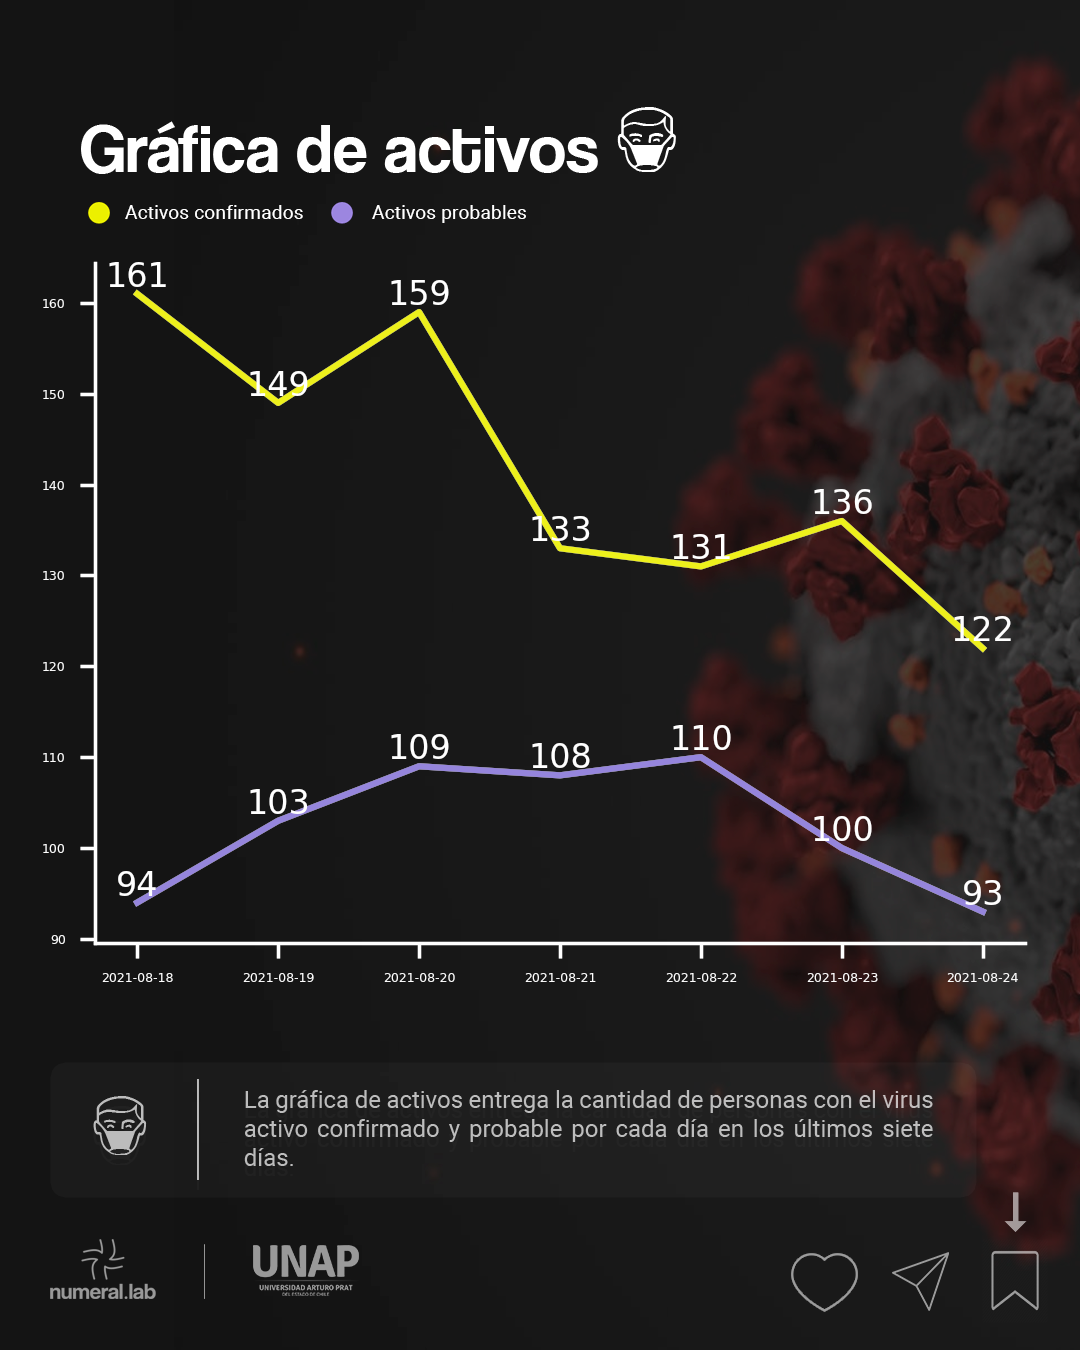 Gráfica de activos
Activos confirmados Activos probables
161
159
160
149
150
140
136
133
131
130
122
120
110
109
108
110
103
100
100
94
93
90
2021-08-18 2021-08-19 2021-08-20 2021-08-21 2021-08-22 2021-08-23 2021-08-24
La gráfica de activos entrega la cantidad de personas con el virus
activo confirmado y probable por cada día en los últimos siete
días.
numeral.lab
UNAP
UNIVERSIDAD ARTURO PRAT
DEL ESTADO DE CHILE